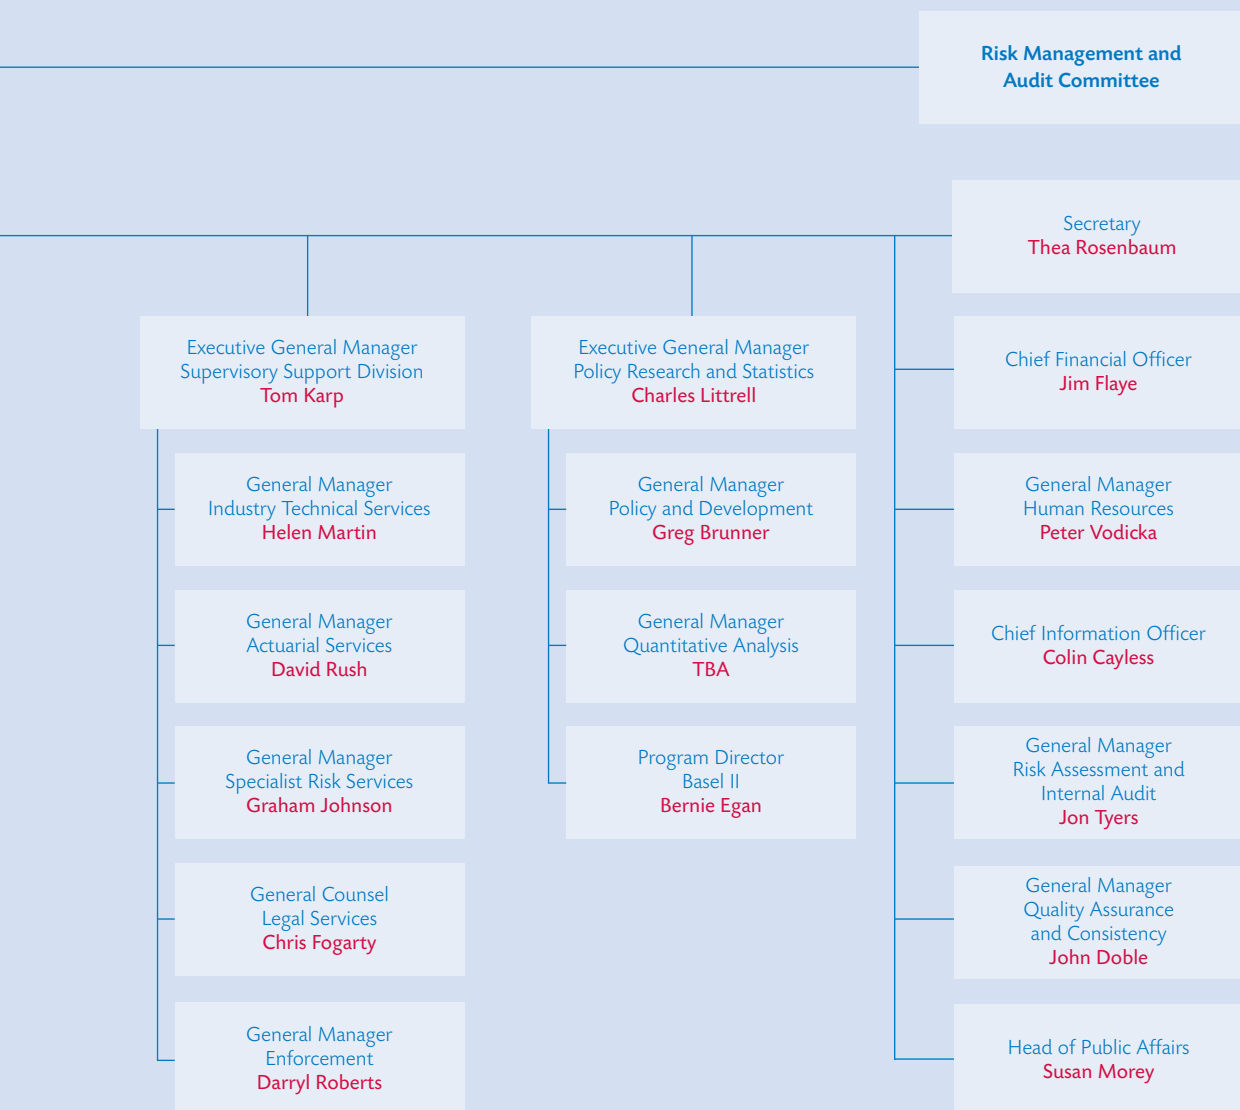 Risk Management and
Audit Committee
Secretary
Thea Rosenbaum
Executive General Manager
Supervisory Support Division
Tom Karp
General Manager
Industry Technical Services
Helen Martin
General Manager
Actuarial Services
David Rush
General Manager
Specialist Risk Services
Graham Johnson
General Counsel
Legal Services
Chris Fogarty
General Manager
Enforcement
Darryl Roberts
Executive General Manager
Policy Research and Statistics
Charles Littrell
General Manager
Policy and Development
Greg Brunner
General Manager
Quantitative Analysis
TBA
Program Director
Basel II
Bernie Egan
Chief Financial Officer
Jim Flaye
General Manager
Human Resources
Peter Vodicka
Chief Information Officer
Colin Cayless
General Manager
Risk Assessment and
Internal Audit
Jon Tyers
General Manager
Quality Assurance
and Consistency
John Doble
Head of Public Affairs
Susan Morey